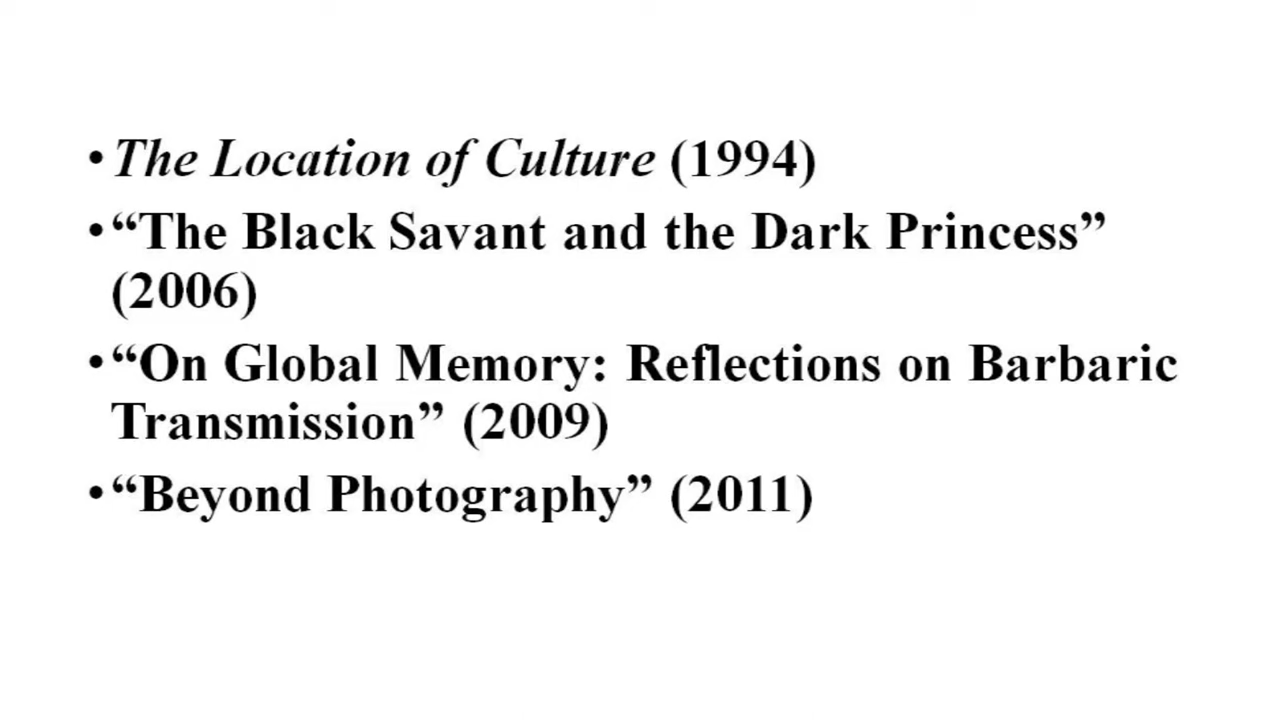 • The Location of Culture (1994)
• “The Black Savant and the Dark Princess”
(2006)
• “On Global Memory: Reflections on Barbaric
Transmission” (2009)
• “Beyond Photography” (2011)